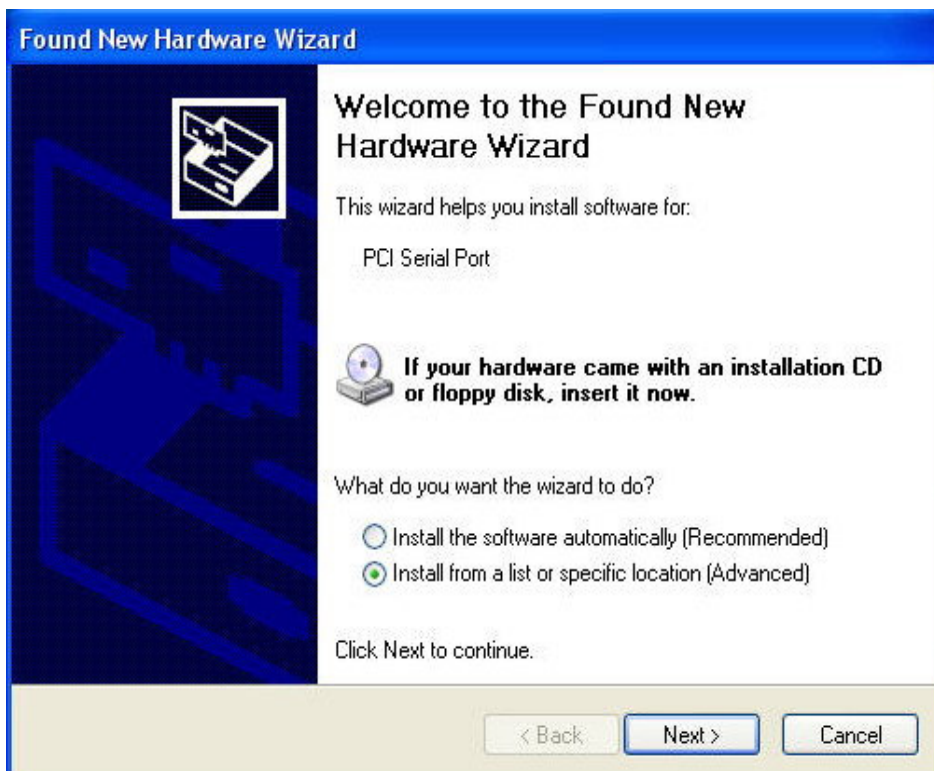 Found New Hardware Wizard
Welcome to the Found New
Hardware Wizard
This wizard helps you install software for:
PCI Serial Port
If your hardware came with an installation CD
or floppy disk, insert it now.
What do you want the wizard to do?
Install the software automatically (Recommended)
Install from a list or specific location (Advanced)
Click Next to continue.
< Back Next > Cancel